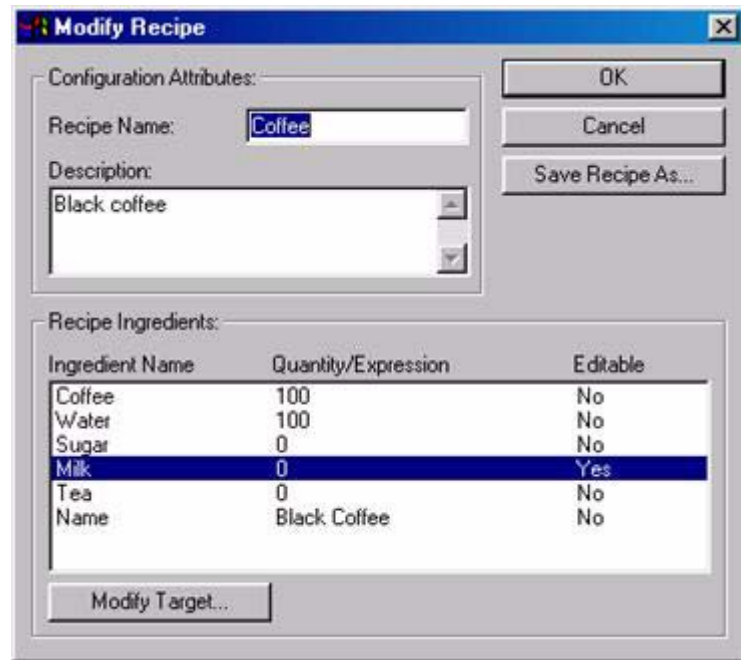 Modify Recipe
Configuration Attributes:
OK
Recipe Name: Coffee
Cancel
Description:
Save Recipe As...
Black coffee
Recipe Ingredients:
Ingredient Name Quantity/Expression Editable
Coffee 100 No
Water 100 No
Sugar 0 No
Milk 0 Yes
Tea 0 No
Name Black Coffee No
Modify Target...